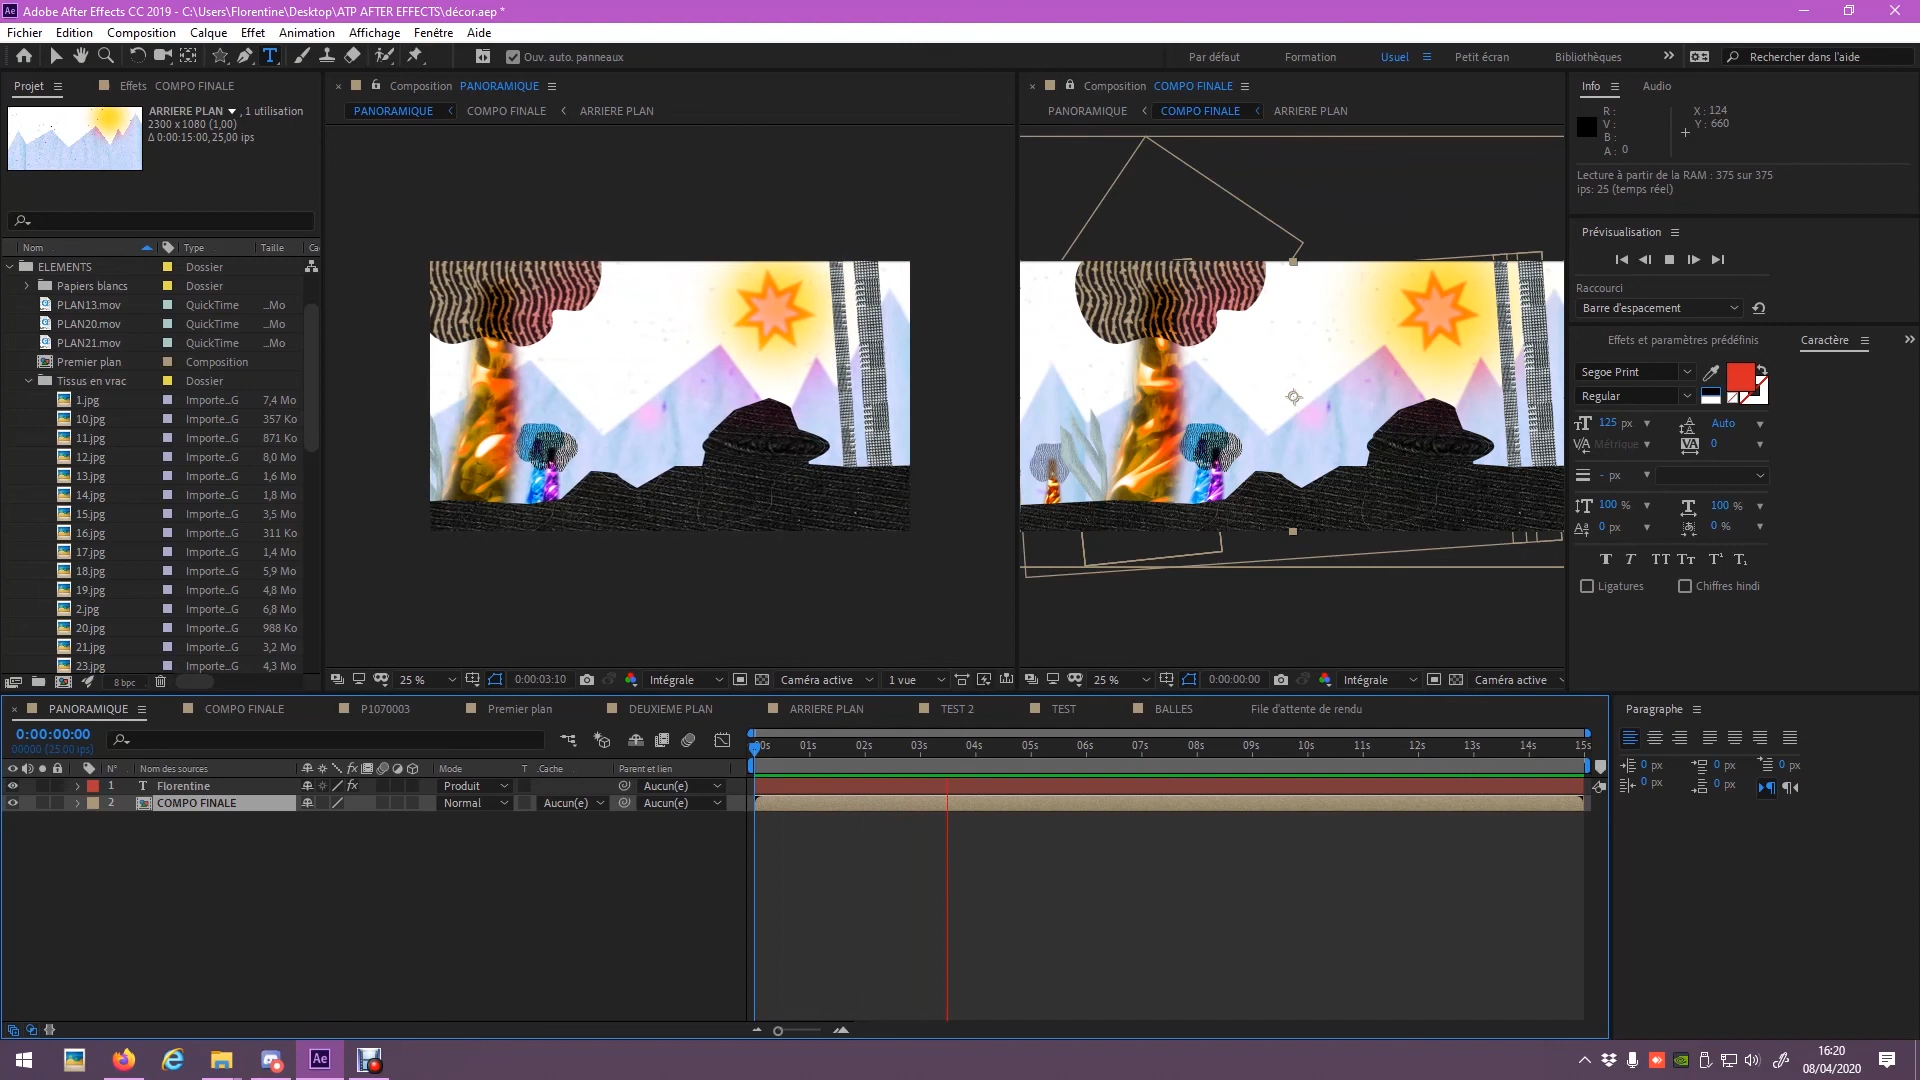 Ae Adobe After Effects CC 2019 - C:\Users\Florentine\Desktop\ATP AFTER EFFECTS\décor.aep *
Fichier Edition Composition Calque Effet Animation Affichage Fenêtre Aide
Ouv. auto. panneaux
Par défaut Formation Usuel Petit écran Bibliothèques Rechercher dans l'aide
Projet Effets COMPO FINALE
ARRIERE PLAN , 1 utilisation
2300 x 1080 (1,00)
Δ 0:00:15:00, 25,00 ips
Nom Type Taille
ELEMENTS Dossier
Papiers blancs Dossier
PLAN13.mov QuickTime ...Mo
PLAN20.mov QuickTime ...Mo
PLAN21.mov QuickTime ...Mo
Premier plan Composition
Tissus en vrac Dossier
1.jpg Importe...G 7,4 Mo
10.jpg Importe...G 357 Ko
11.jpg Importe...G 871 Ko
12.jpg Importe...G 8,0 Mo
13.jpg Importe...G 1,6 Mo
14.jpg Importe...G 1,8 Mo
15.jpg Importe...G 3,5 Mo
16.jpg Importe...G 311 Ko
17.jpg Importe...G 1,4 Mo
18.jpg Importe...G 5,9 Mo
19.jpg Importe...G 4,8 Mo
2.jpg Importe...G 6,8 Mo
20.jpg Importe...G 988 Ko
21.jpg Importe...G 3,2 Mo
23.jpg Importe...G 4,3 Mo
8 bpc
Composition PANORAMIQUE
PANORAMIQUE COMPO FINALE ARRIERE PLAN
25 % 0:00:03:10 Intégrale Caméra active 1 vue
Composition COMPO FINALE
PANORAMIQUE COMPO FINALE ARRIERE PLAN
25 % 0:00:00:00 Intégrale Caméra active
Info Audio
R :
V :
B :
A : 0
X : 124
Y : 660
Lecture à partir de la RAM : 375 sur 375
ips: 25 (temps réel)
Prévisualisation
Raccourci
Barre d'espacement
Effets et paramètres prédéfinis Caractère
Segoe Print
Regular
125 px Auto
Métrique 0
- px
100 % 100 %
0 px 0 %
Ligatures Chiffres hindi
PANORAMIQUE COMPO FINALE P1070003 Premier plan DEUXIEME PLAN ARRIERE PLAN TEST 2 TEST BALLES File d'attente de rendu
0:00:00:00
00000 (25.00 ips)
01s 02s 03s 04s 05s 06s 07s 08s 09s 10s 11s 12s 13s 14s 15s
N° Nom des sources Mode T .Cache Parent et lien
1 T Florentine Produit Aucun(e)
2 COMPO FINALE Normal Aucun(e) Aucun(e)
Paragraphe
0 px 0 px 0 px
0 px 0 px
Ae
16:20
08/04/2020